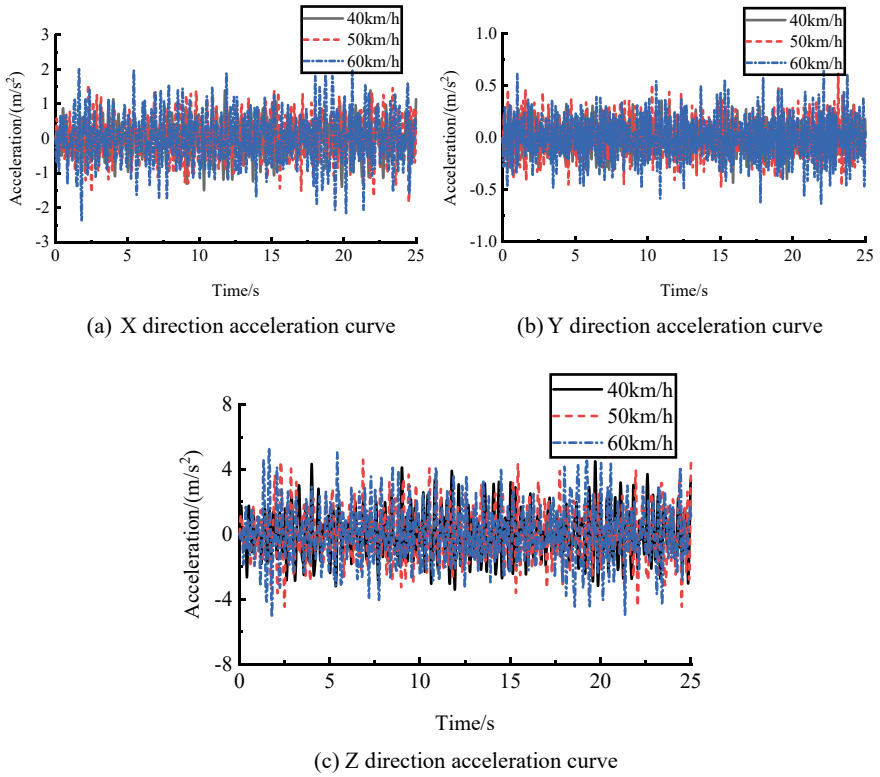 40km/h
50km/h
60km/h
Acceleration/(m/s²)
3
2
1
0
-1
-2
-3
0 5 10 15 20 25
Time/s
(a) X direction acceleration curve
40km/h
50km/h
60km/h
Acceleration/(m/s²)
1.0
0.5
0.0
-0.5
-1.0
0 5 10 15 20 25
Time/s
(b) Y direction acceleration curve
40km/h
50km/h
60km/h
Acceleration/(m/s²)
8
4
0
-4
-8
0 5 10 15 20 25
Time/s
(c) Z direction acceleration curve